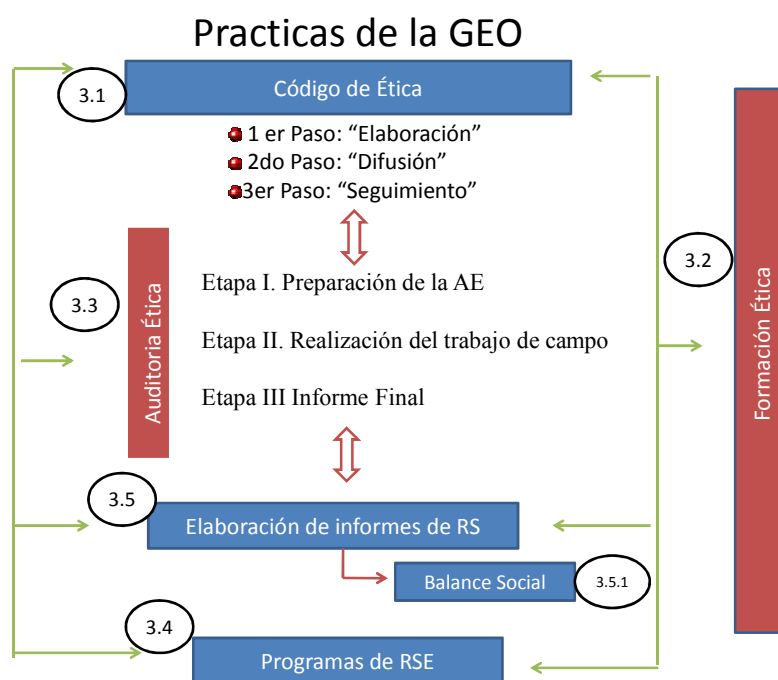 Practicas de la GEO
3.1
Código de Ética
1 er Paso: “Elaboración”
2do Paso: “Difusión”
3er Paso: “Seguimiento”
3.2
Formación Ética
3.3
Auditoria Ética
Etapa I. Preparación de la AE
Etapa II. Realización del trabajo de campo
Etapa III Informe Final
3.5
Elaboración de informes de RS
Balance Social
3.5.1
3.4
Programas de RSE